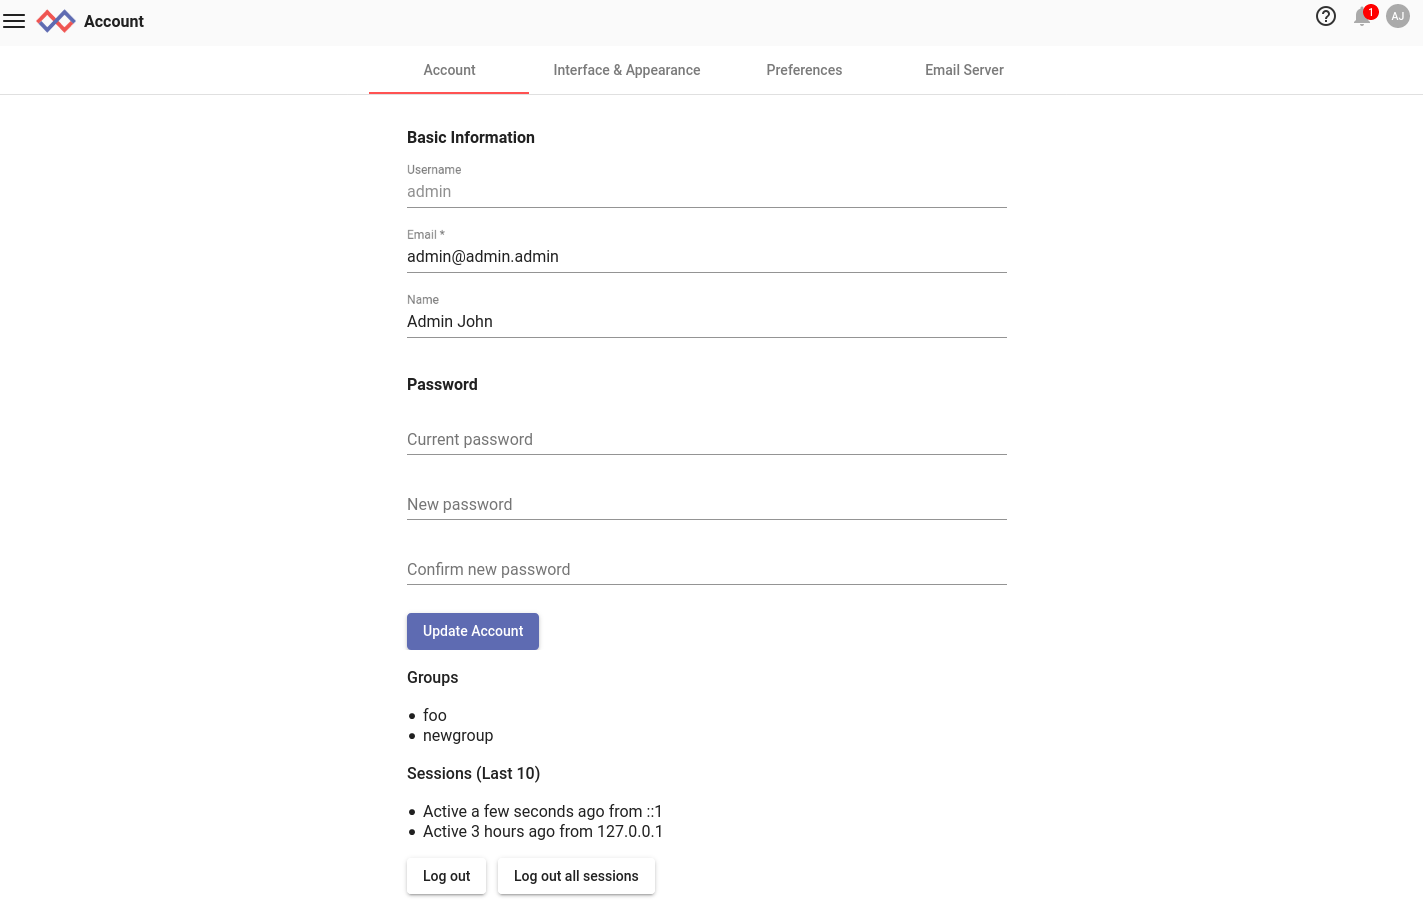 Account
1
AJ
Account
Interface & Appearance
Preferences
Email Server
Basic Information
Username
admin
Email *
admin@admin.admin
Name
Admin John
Password
Current password
New password
Confirm new password
Update Account
Groups
• foo
• newgroup
Sessions (Last 10)
• Active a few seconds ago from ::1
• Active 3 hours ago from 127.0.0.1
Log out
Log out all sessions